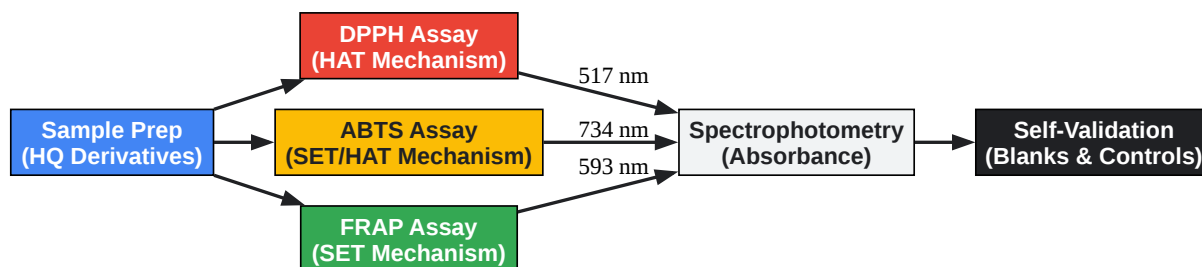 Sample Prep
(HQ Derivatives)
DPPH Assay
(HAT Mechanism)
ABTS Assay
(SET/HAT Mechanism)
FRAP Assay
(SET Mechanism)
517 nm
734 nm
593 nm
Spectrophotometry
(Absorbance)
Self-Validation
(Blanks & Controls)